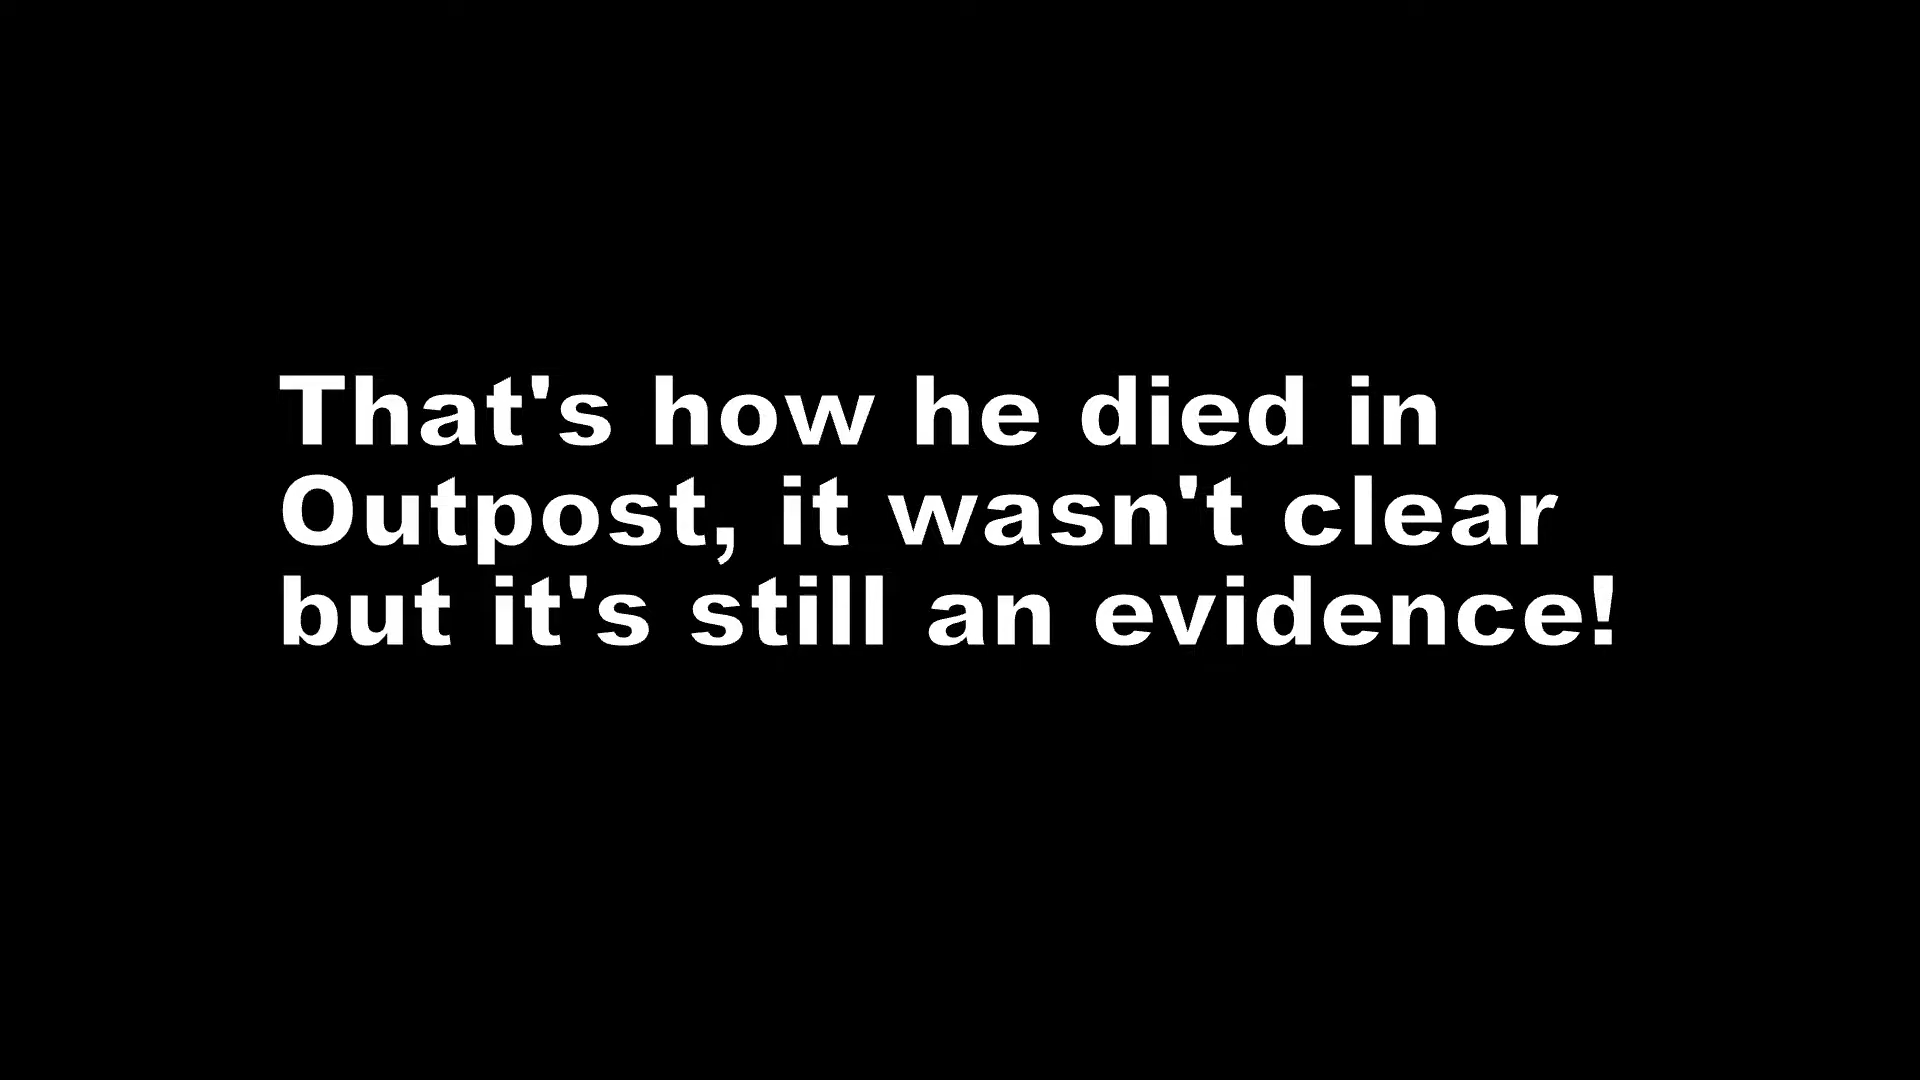 That's how he died in
Outpost, it wasn't clear
but it's still an evidence!